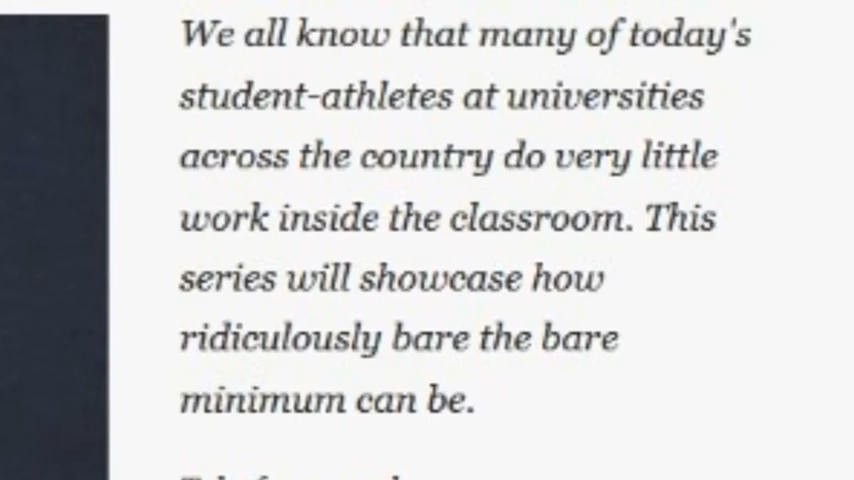 We all know that many of today's
student-athletes at universities
across the country do very little
work inside the classroom. This
series will showcase how
ridiculously bare the bare
minimum can be.